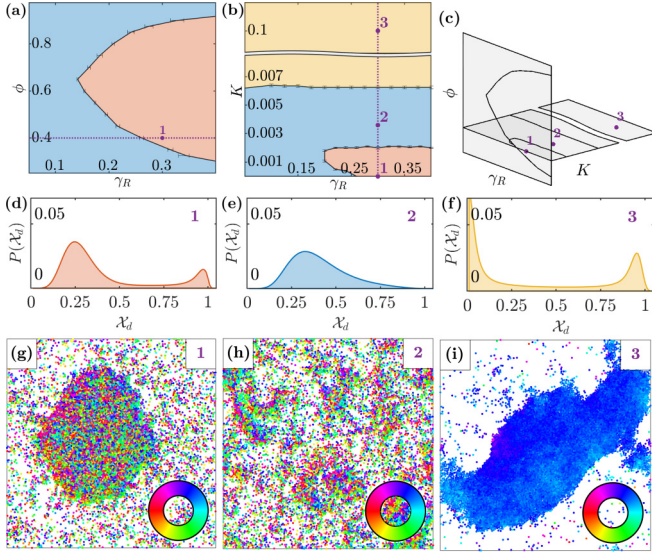 (a)
ϕ
0.8
0.6
0.4
1
0.1
0.2
0.3
γR
(b)
K
3
0.1
0.007
0.005
2
0.003
0.001
0.15
0.25
0.35
1
γR
(c)
ϕ
γR
K
1
2
3
(d)
1
P(𝒳d)
0.05
0
0
0.25
0.5
0.75
1
𝒳d
(e)
2
P(𝒳d)
0.05
0
0
0.25
0.5
0.75
1
𝒳d
(f)
3
P(𝒳d)
0.05
0
0
0.25
0.5
0.75
1
𝒳d
(g)
1
(h)
2
(i)
3